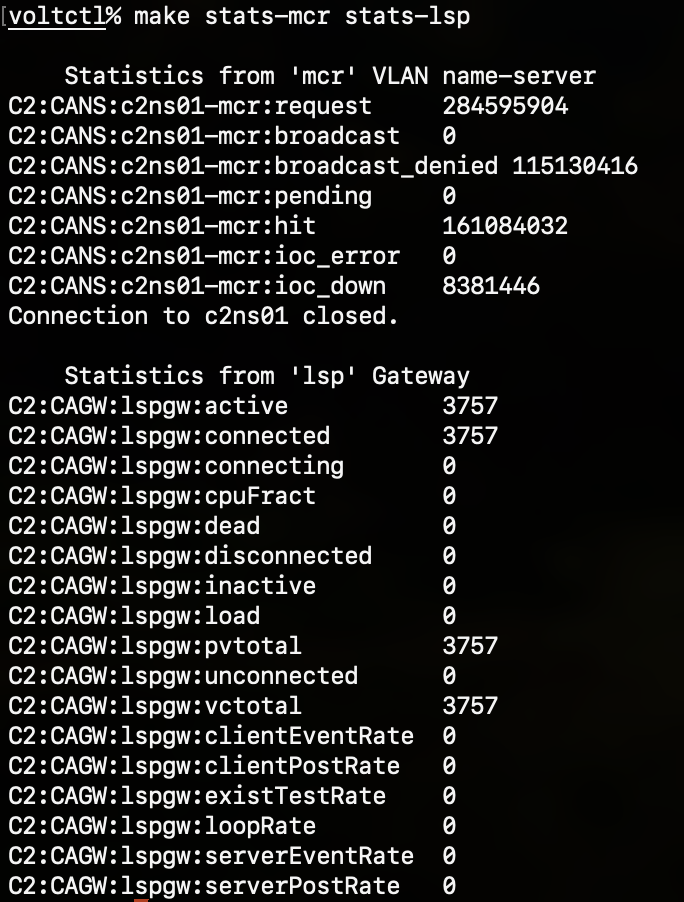 voltctl% make stats-mcr stats-lsp
Statistics from 'mcr' VLAN name-server
C2:CANS:c2ns01-mcr:request 284595904
C2:CANS:c2ns01-mcr:broadcast 0
C2:CANS:c2ns01-mcr:broadcast_denied 115130416
C2:CANS:c2ns01-mcr:pending 0
C2:CANS:c2ns01-mcr:hit 161084032
C2:CANS:c2ns01-mcr:ioc_error 0
C2:CANS:c2ns01-mcr:ioc_down 8381446
Connection to c2ns01 closed.
Statistics from 'lsp' Gateway
C2:CAGW:lspgw:active 3757
C2:CAGW:lspgw:connected 3757
C2:CAGW:lspgw:connecting 0
C2:CAGW:lspgw:cpuFract 0
C2:CAGW:lspgw:dead 0
C2:CAGW:lspgw:disconnected 0
C2:CAGW:lspgw:inactive 0
C2:CAGW:lspgw:load 0
C2:CAGW:lspgw:pvtotal 3757
C2:CAGW:lspgw:unconnected 0
C2:CAGW:lspgw:vctotal 3757
C2:CAGW:lspgw:clientEventRate 0
C2:CAGW:lspgw:clientPostRate 0
C2:CAGW:lspgw:existTestRate 0
C2:CAGW:lspgw:loopRate 0
C2:CAGW:lspgw:serverEventRate 0
C2:CAGW:lspgw:serverPostRate 0